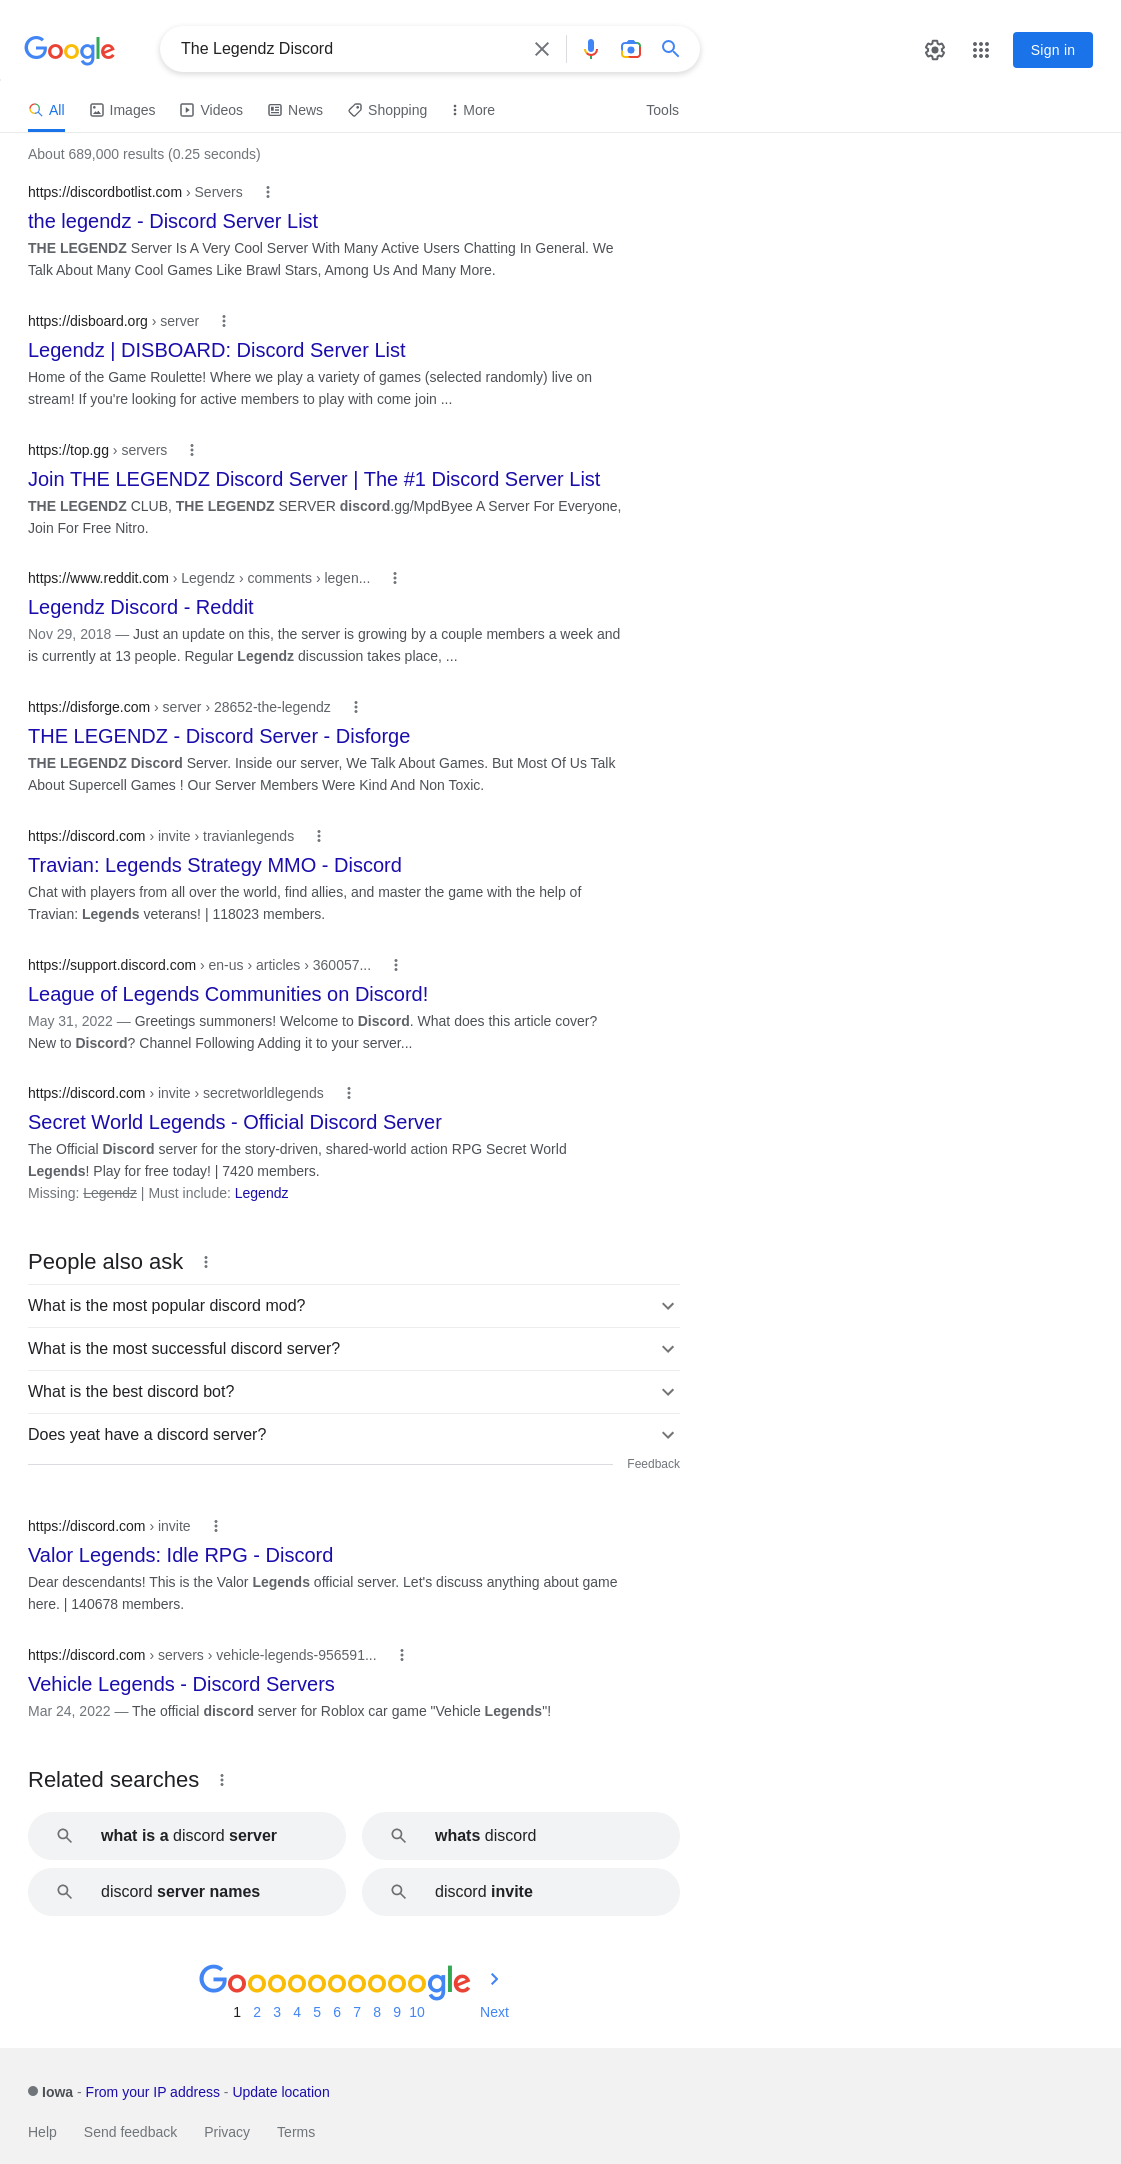 Google
The Legendz Discord
Sign in
All Images Videos News Shopping More Tools
About 689,000 results (0.25 seconds)
https://discordbotlist.com › Servers
the legendz - Discord Server List
THE LEGENDZ Server Is A Very Cool Server With Many Active Users Chatting In General. We
Talk About Many Cool Games Like Brawl Stars, Among Us And Many More.
https://disboard.org › server
Legendz | DISBOARD: Discord Server List
Home of the Game Roulette! Where we play a variety of games (selected randomly) live on
stream! If you're looking for active members to play with come join ...
https://top.gg › servers
Join THE LEGENDZ Discord Server | The #1 Discord Server List
THE LEGENDZ CLUB, THE LEGENDZ SERVER discord.gg/MpdByee A Server For Everyone,
Join For Free Nitro.
https://www.reddit.com › Legendz › comments › legen...
Legendz Discord - Reddit
Nov 29, 2018 — Just an update on this, the server is growing by a couple members a week and
is currently at 13 people. Regular Legendz discussion takes place, ...
https://disforge.com › server › 28652-the-legendz
THE LEGENDZ - Discord Server - Disforge
THE LEGENDZ Discord Server. Inside our server, We Talk About Games. But Most Of Us Talk
About Supercell Games ! Our Server Members Were Kind And Non Toxic.
https://discord.com › invite › travianlegends
Travian: Legends Strategy MMO - Discord
Chat with players from all over the world, find allies, and master the game with the help of
Travian: Legends veterans! | 118023 members.
https://support.discord.com › en-us › articles › 360057...
League of Legends Communities on Discord!
May 31, 2022 — Greetings summoners! Welcome to Discord. What does this article cover?
New to Discord? Channel Following Adding it to your server...
https://discord.com › invite › secretworldlegends
Secret World Legends - Official Discord Server
The Official Discord server for the story-driven, shared-world action RPG Secret World
Legends! Play for free today! | 7420 members.
Missing: Legendz | Must include: Legendz
People also ask
What is the most popular discord mod?
What is the most successful discord server?
What is the best discord bot?
Does yeat have a discord server?
Feedback
https://discord.com › invite
Valor Legends: Idle RPG - Discord
Dear descendants! This is the Valor Legends official server. Let's discuss anything about game
here. | 140678 members.
https://discord.com › servers › vehicle-legends-956591...
Vehicle Legends - Discord Servers
Mar 24, 2022 — The official discord server for Roblox car game "Vehicle Legends"!
Related searches
what is a discord server
whats discord
discord server names
discord invite
Goooooooooogle
1 2 3 4 5 6 7 8 9 10 Next
Iowa - From your IP address - Update location
Help Send feedback Privacy Terms